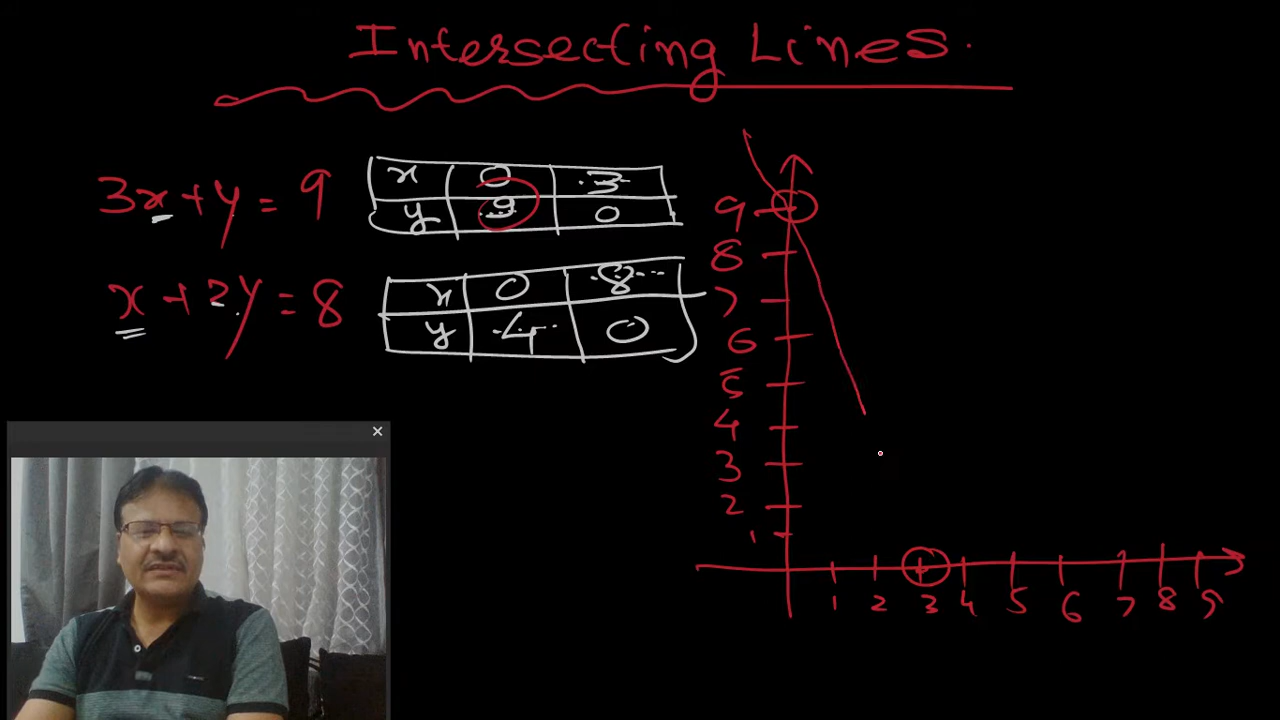 Intersecting Lines.
3x+y=9
x 0 3
y 9 0
x+2y=8
x 0 8
y 4 0
9
8
7
6
5
4
3
2
1
1 2 3 4 5 6 7 8 9